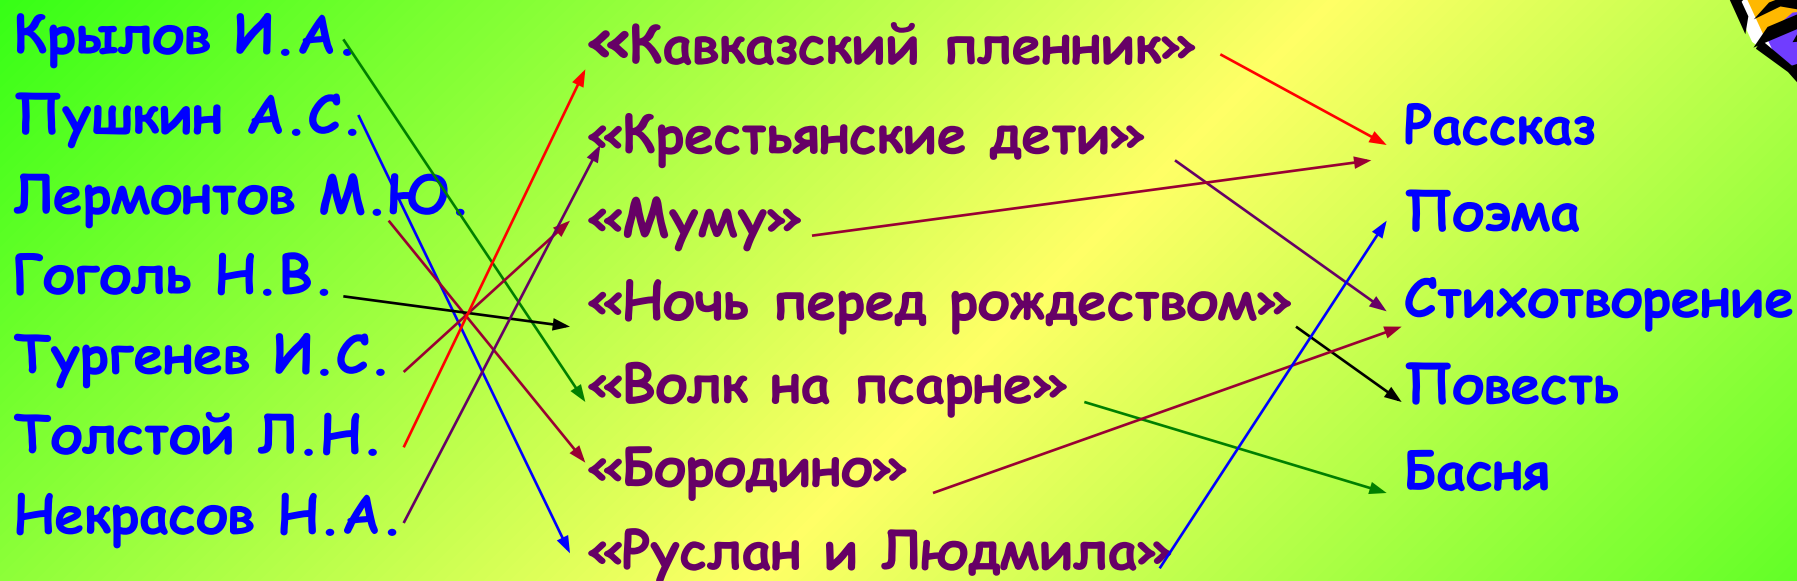 Крылов И.А.
Пушкин А.С.
Лермонтов М.Ю.
Гоголь Н.В.
Тургенев И.С.
Толстой Л.Н.
Некрасов Н.А.
«Кавказский пленник»
«Крестьянские дети»
«Муму»
«Ночь перед рождеством»
«Волк на псарне»
«Бородино»
«Руслан и Людмила»
Рассказ
Поэма
Стихотворение
Повесть
Басня